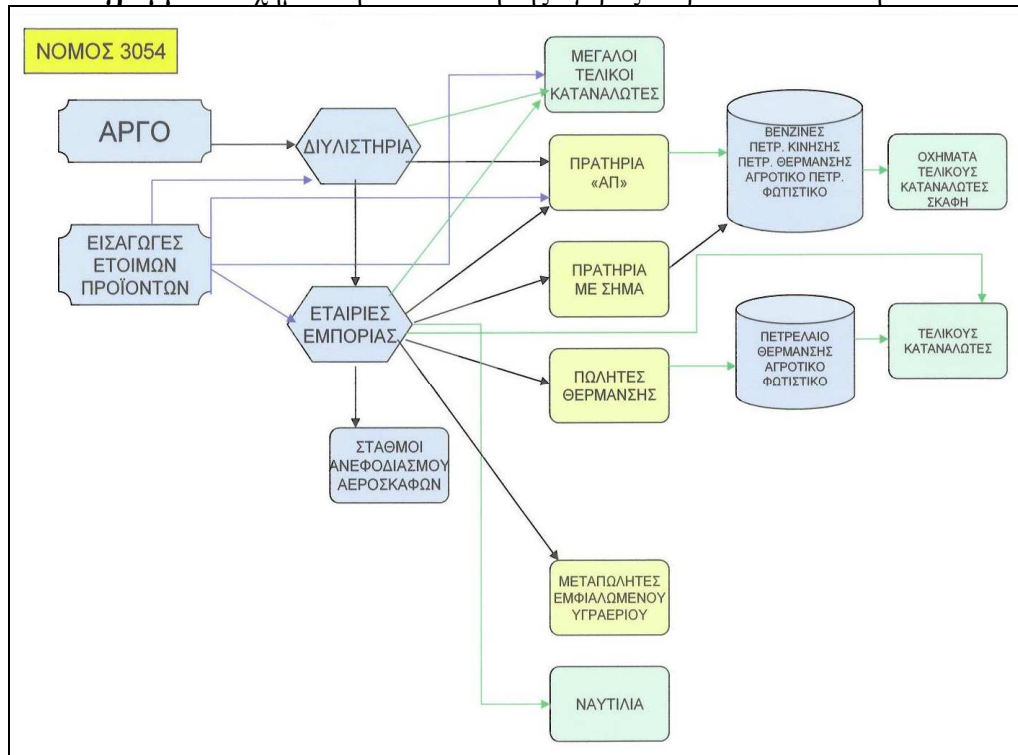 ΝΟΜΟΣ 3054
ΑΡΓΟ
ΔΙΥΛΙΣΤΗΡΙΑ
ΜΕΓΑΛΟΙ
ΤΕΛΙΚΟΙ
ΚΑΤΑΝΑΛΩΤΕΣ
ΠΡΑΤΗΡΙΑ
«ΑΠ»
ΒΕΝΖΙΝΕΣ
ΠΕΤΡ. ΚΙΝΗΣΗΣ
ΠΕΤΡ. ΘΕΡΜΑΝΣΗΣ
ΑΓΡΟΤΙΚΟ ΠΕΤΡ.
ΦΩΤΙΣΤΙΚΟ
ΟΧΗΜΑΤΑ
ΤΕΛΙΚΟΥΣ
ΚΑΤΑΝΑΛΩΤΕΣ
ΣΚΑΦΗ
ΕΙΣΑΓΩΓΕΣ
ΕΤΟΙΜΩΝ
ΠΡΟΪΟΝΤΩΝ
ΕΤΑΙΡΙΕΣ
ΕΜΠΟΡΙΑΣ
ΠΡΑΤΗΡΙΑ
ΜΕ ΣΗΜΑ
ΠΩΛΗΤΕΣ
ΘΕΡΜΑΝΣΗΣ
ΠΕΤΡΕΛΑΙΟ
ΘΕΡΜΑΝΣΗΣ
ΑΓΡΟΤΙΚΟ
ΦΩΤΙΣΤΙΚΟ
ΤΕΛΙΚΟΥΣ
ΚΑΤΑΝΑΛΩΤΕΣ
ΣΤΑΘΜΟΙ
ΑΝΕΦΟΔΙΑΣΜΟΥ
ΑΕΡΟΣΚΑΦΩΝ
ΜΕΤΑΠΩΛΗΤΕΣ
ΕΜΦΙΑΛΩΜΕΝΟΥ
ΥΓΡΑΕΡΙΟΥ
ΝΑΥΤΙΛΙΑ